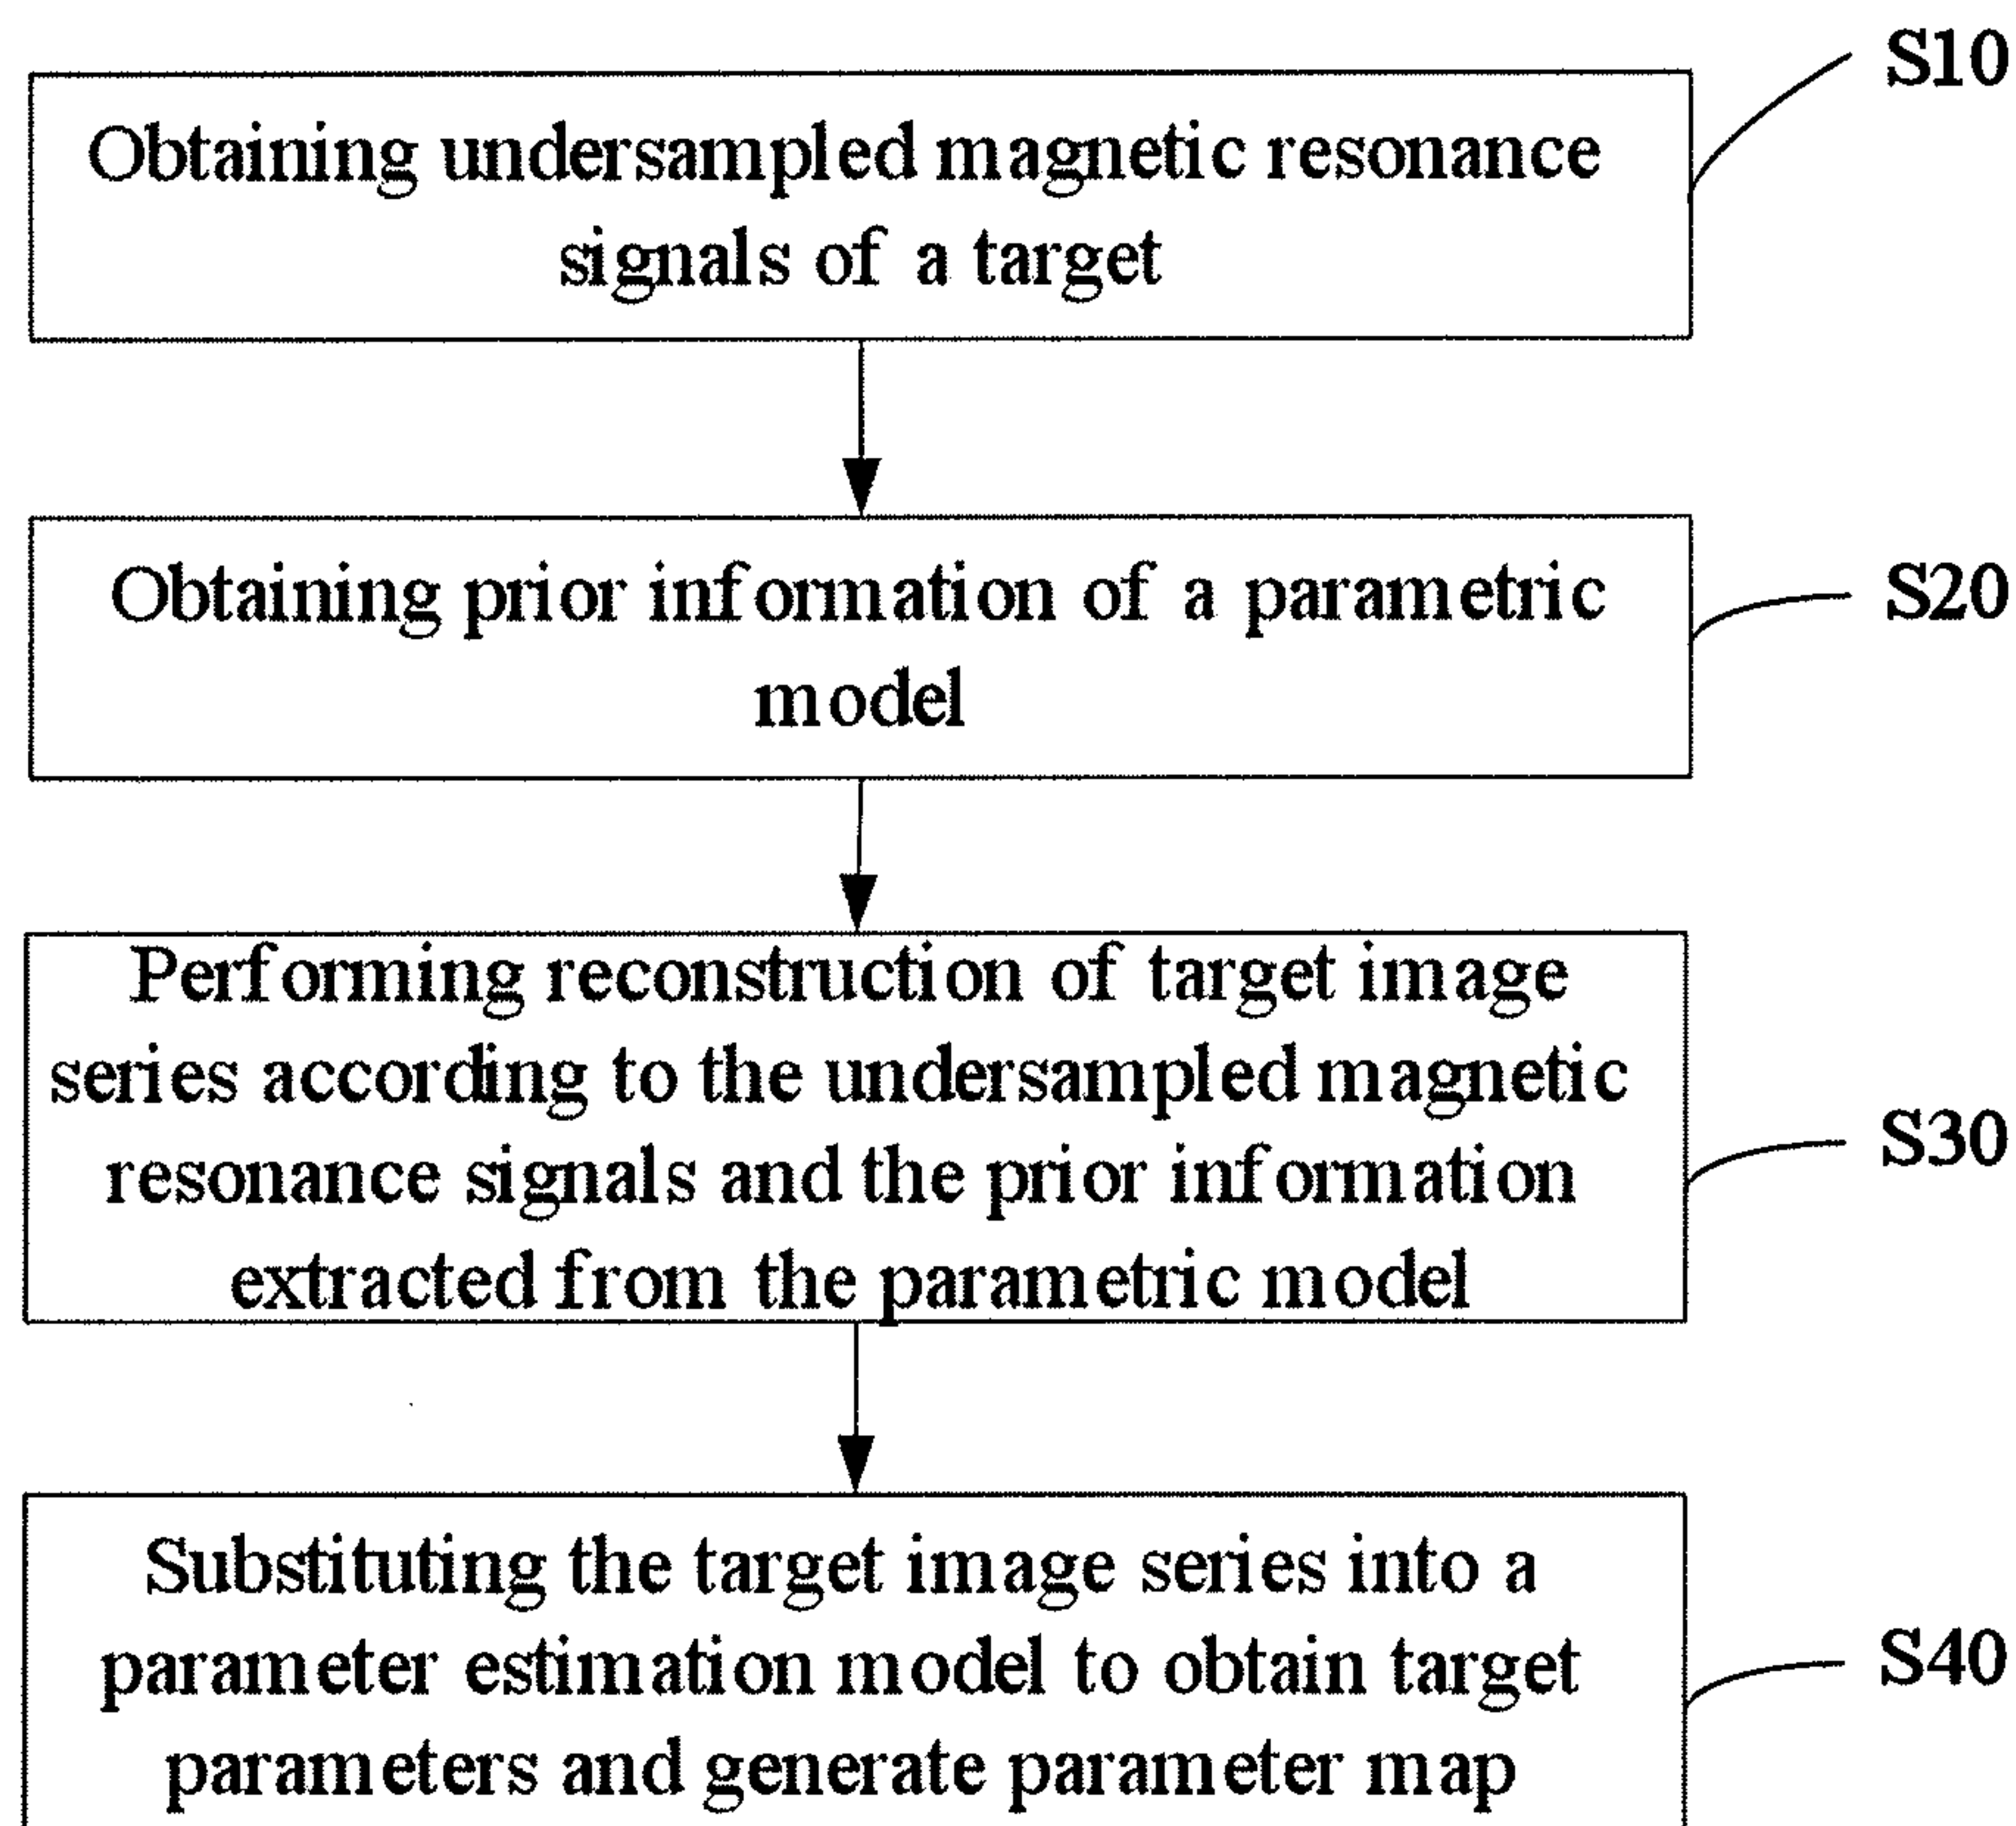 S10
Obtaining undersampled magnetic resonance
signals of a target
Obtaining prior information of a parametric
model
S20
Performing reconstruction of target image
series according to the undersampled magnetic
resonance signals and the prior information
extracted from the parametric model
S30
Substituting the target image series into a
parameter estimation model to obtain target
parameters and generate parameter map
S40